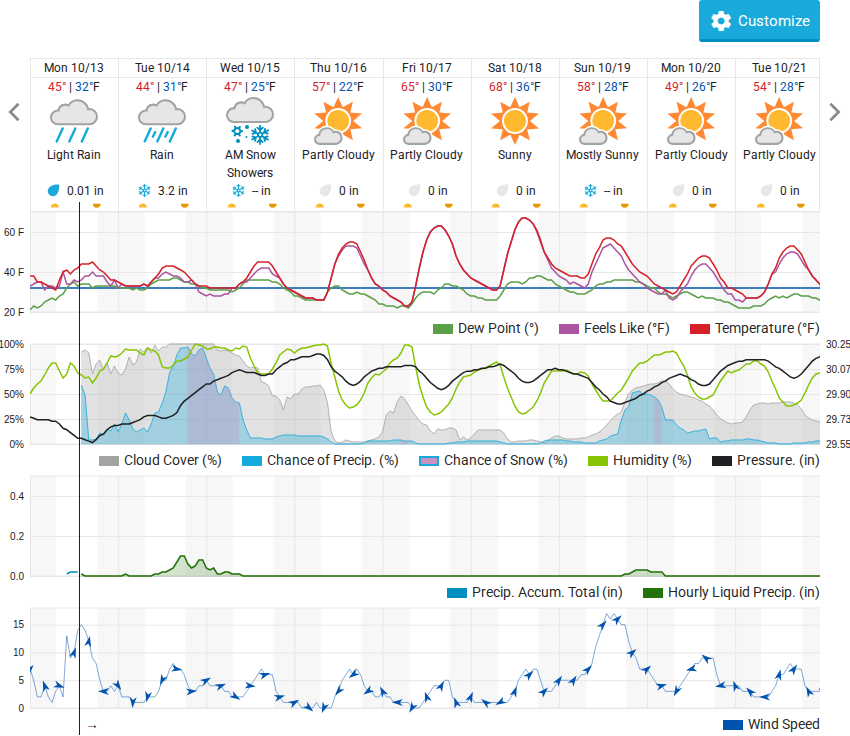 Customize
Mon 10/13 Tue 10/14 Wed 10/15 Thu 10/16 Fri 10/17 Sat 10/18 Sun 10/19 Mon 10/20 Tue 10/21
45° | 32°F 44° | 31°F 47° | 25°F 57° | 22°F 65° | 30°F 68° | 36°F 58° | 28°F 49° | 26°F 54° | 28°F
Light Rain Rain AM Snow Partly Cloudy Partly Cloudy Sunny Mostly Sunny Partly Cloudy Partly Cloudy
Showers
0.01 in 3.2 in -- in 0 in 0 in 0 in -- in 0 in 0 in
60 F
40 F
20 F
Dew Point (°) Feels Like (°F) Temperature (°F)
100% 30.25
75% 30.07
50% 29.90
25% 29.73
0% 29.55
Cloud Cover (%) Chance of Precip. (%) Chance of Snow (%) Humidity (%) Pressure. (in)
0.4
0.2
0.0
Precip. Accum. Total (in) Hourly Liquid Precip. (in)
15
10
5
0
→
Wind Speed